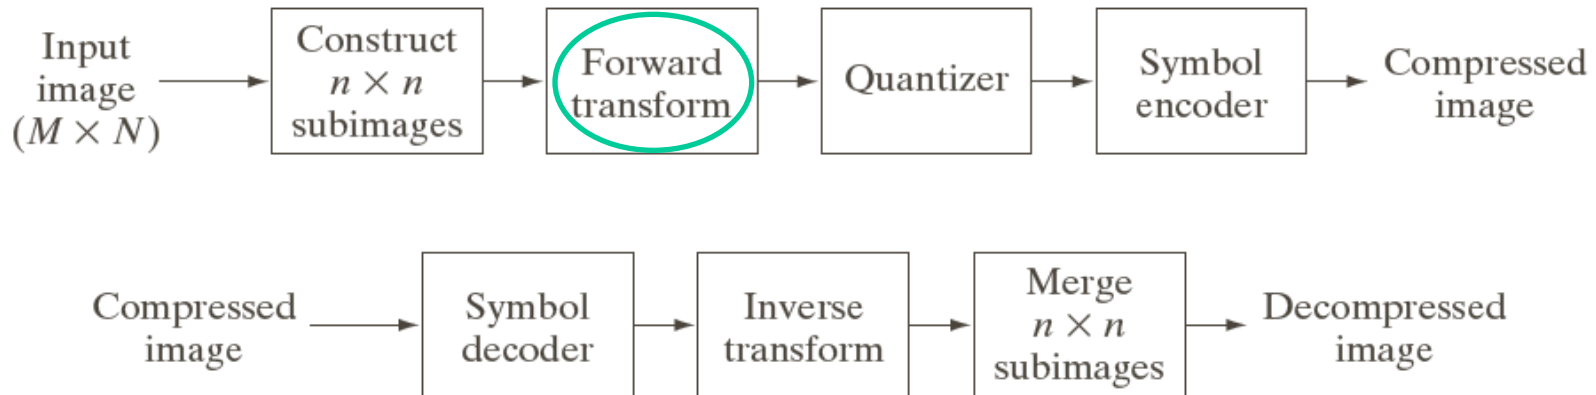 Input
image
(M × N)
Construct
n × n
subimages
Forward
transform
Quantizer
Symbol
encoder
Compressed
image
Compressed
image
Symbol
decoder
Inverse
transform
Merge
n × n
subimages
Decompressed
image